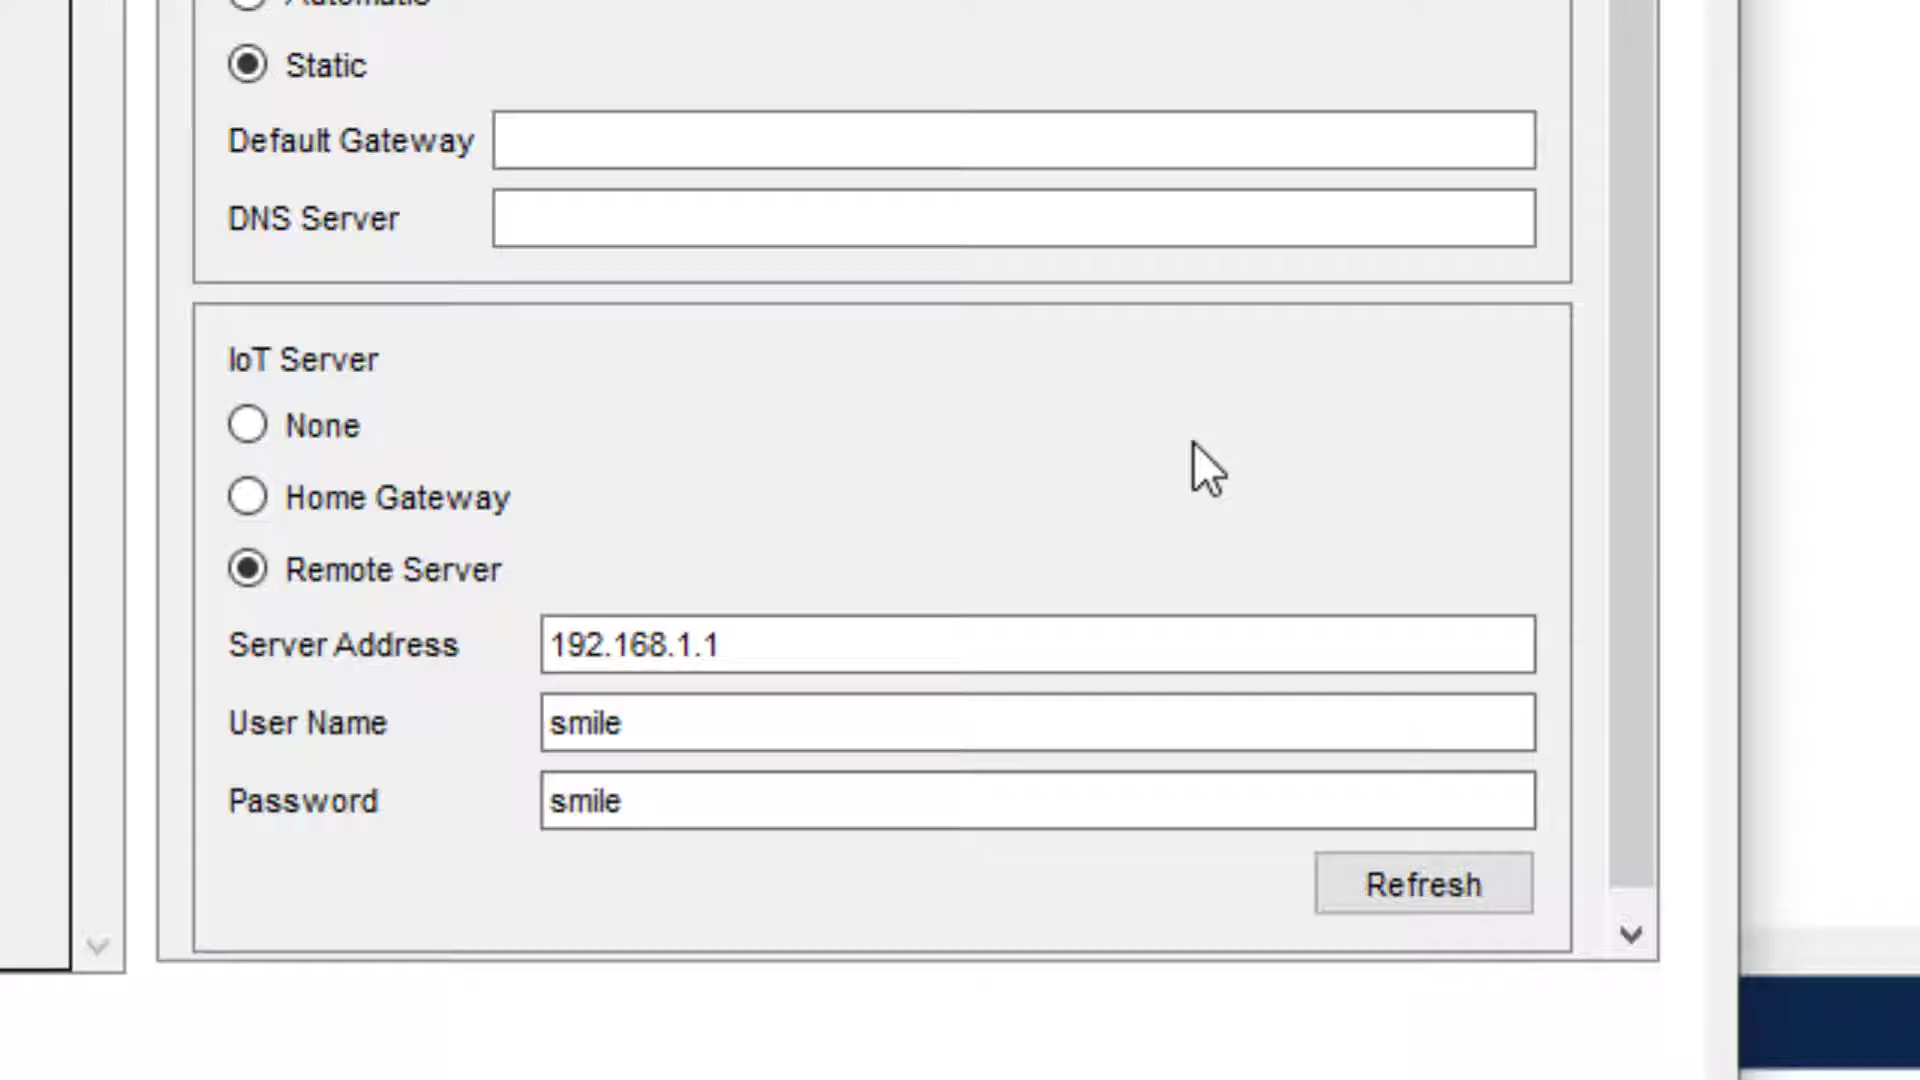 Automatic
Static
Default Gateway
DNS Server
IoT Server
None
Home Gateway
Remote Server
Server Address 192.168.1.1
User Name smile
Password smile
Refresh